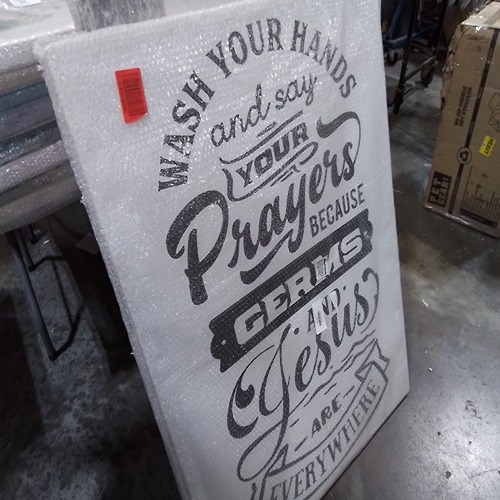 WASH YOUR HANDS
and say
YOUR
Prayers
BECAUSE
GERMS
AND
Jesus
ARE
EVERYWHERE